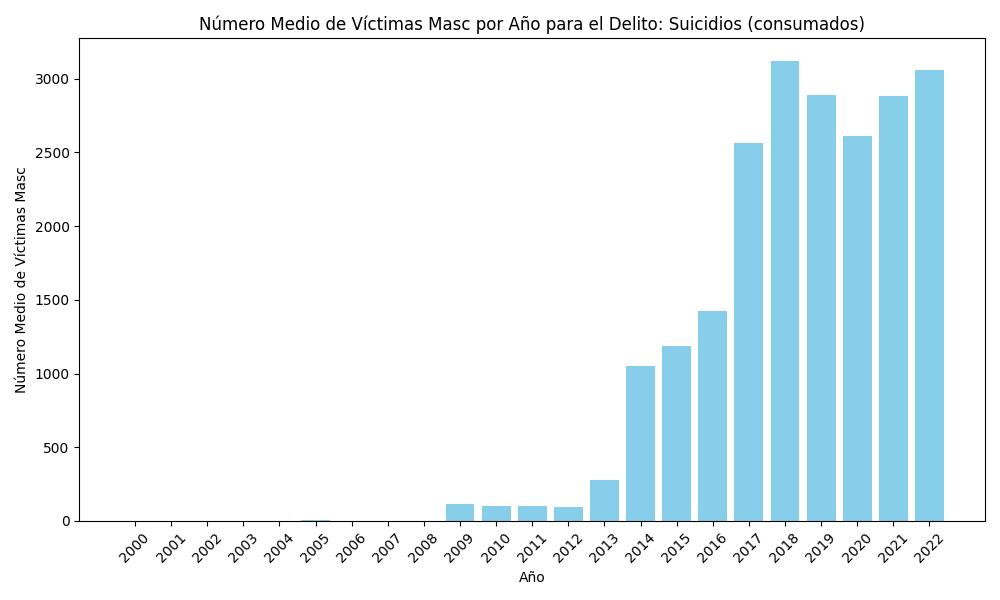 Número Medio de Víctimas Masc por Año para el Delito: Suicidios (consumados)
Número Medio de Víctimas Masc
3000
2500
2000
1500
1000
500
0
2000 2001 2002 2003 2004 2005 2006 2007 2008 2009 2010 2011 2012 2013 2014 2015 2016 2017 2018 2019 2020 2021 2022
Año